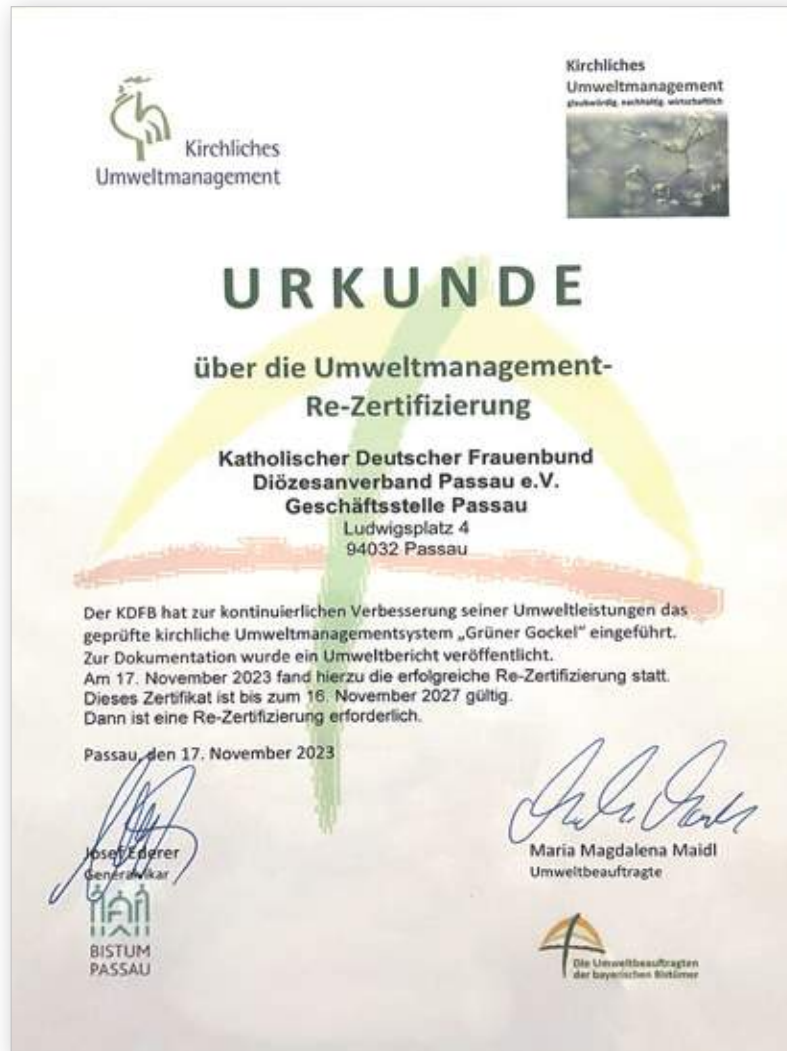 Kirchliches
Umweltmanagement
Kirchliches
Umweltmanagement
glaubwürdig. nachhaltig. wirtschaftlich
URKUNDE
über die Umweltmanagement-
Re-Zertifizierung
Katholischer Deutscher Frauenbund
Diözesanverband Passau e.V.
Geschäftsstelle Passau
Ludwigsplatz 4
94032 Passau
Der KDFB hat zur kontinuierlichen Verbesserung seiner Umweltleistungen das
geprüfte kirchliche Umweltmanagementsystem „Grüner Gockel“ eingeführt.
Zur Dokumentation wurde ein Umweltbericht veröffentlicht.
Am 17. November 2023 fand hierzu die erfolgreiche Re-Zertifizierung statt.
Dieses Zertifikat ist bis zum 16. November 2027 gültig.
Dann ist eine Re-Zertifizierung erforderlich.
Passau, den 17. November 2023
Josef Ederer
Generalvikar
BISTUM
PASSAU
Maria Magdalena Maidl
Umweltbeauftragte
Die Umweltbeauftragten
der bayerischen Bistümer